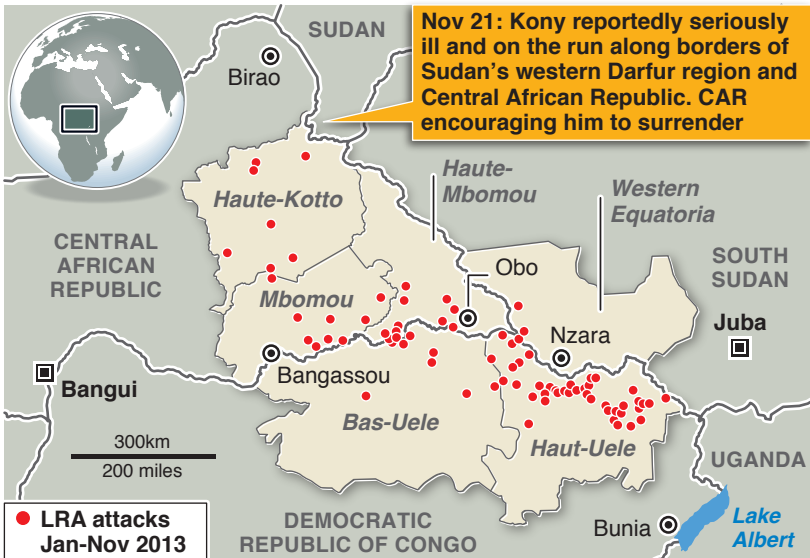 SUDAN
Nov 21: Kony reportedly seriously
ill and on the run along borders of
Sudan's western Darfur region and
Central African Republic. CAR
encouraging him to surrender
Birao
Haute-
Mbomou
Western
Equatoria
Haute-Kotto
CENTRAL
AFRICAN
REPUBLIC
SOUTH
SUDAN
Obo
Mbomou
Juba
Nzara
Bangui
Bangassou
Bas-Uele
Haut-Uele
300km
200 miles
UGANDA
LRA attacks
Jan-Nov 2013
DEMOCRATIC
REPUBLIC OF CONGO
Bunia
Lake
Albert